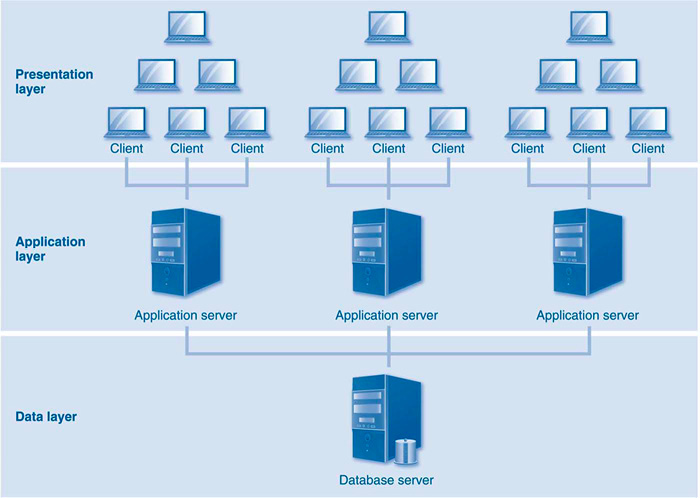 Presentation
layer
Client Client Client Client Client Client Client Client Client
Application
layer
Application server Application server Application server
Data layer
Database server